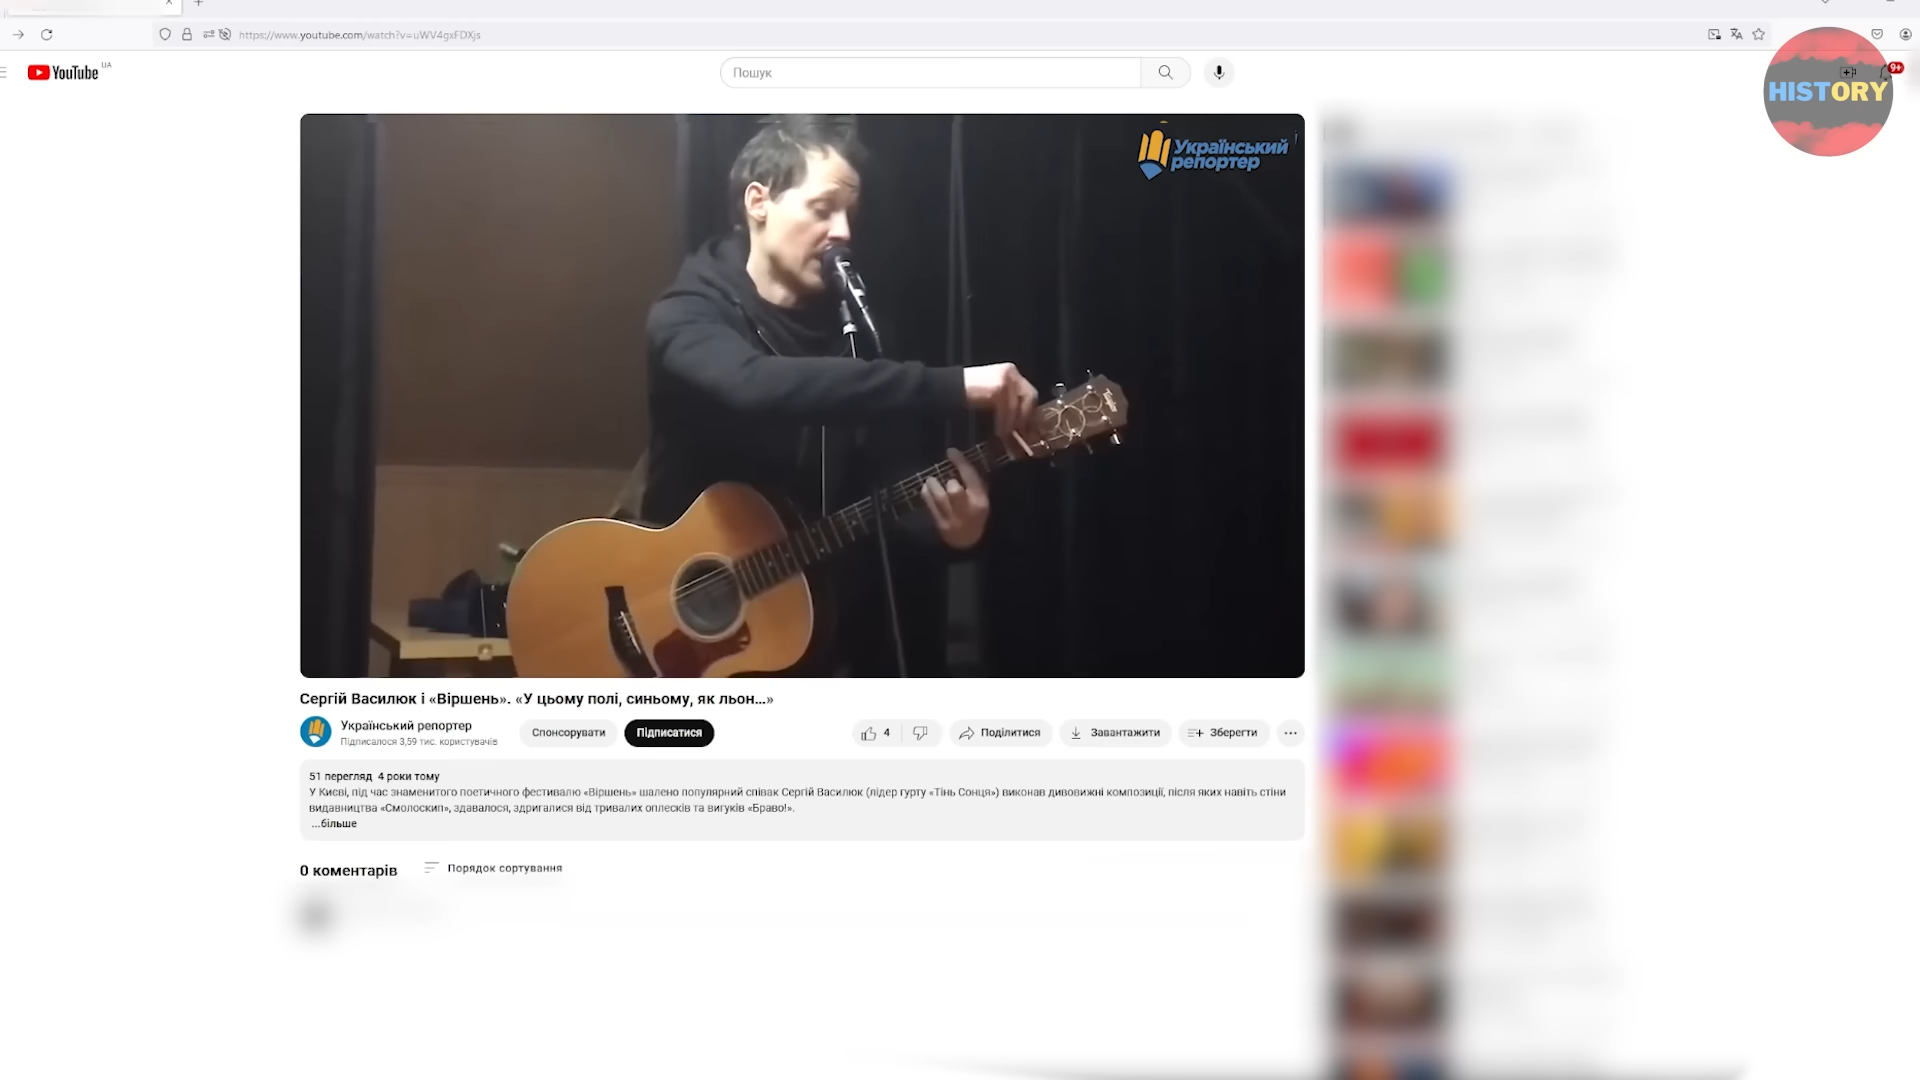 https://www.youtube.com/watch?v=uWV4gxFDXjs
YouTube UA
Пошук
9+
HISTORY
Український
репортер
Taylor
Сергій Василюк і «Віршень». «У цьому полі, синьому, як льон...»
Український репортер
Підписалося 3,59 тис. користувачів
Спонсорувати
Підписатися
4
Поділитися
Завантажити
Зберегти
51 перегляд 4 роки тому
У Києві, під час знаменитого поетичного фестивалю «Віршень» шалено популярний співак Сергій Василюк (лідер гурту «Тінь Сонця») виконав дивовижні композиції, після яких навіть стіни
видавництва «Смолоскип», здавалося, здригалися від тривалих оплесків та вигуків «Браво!».
...більше
0 коментарів
Порядок сортування